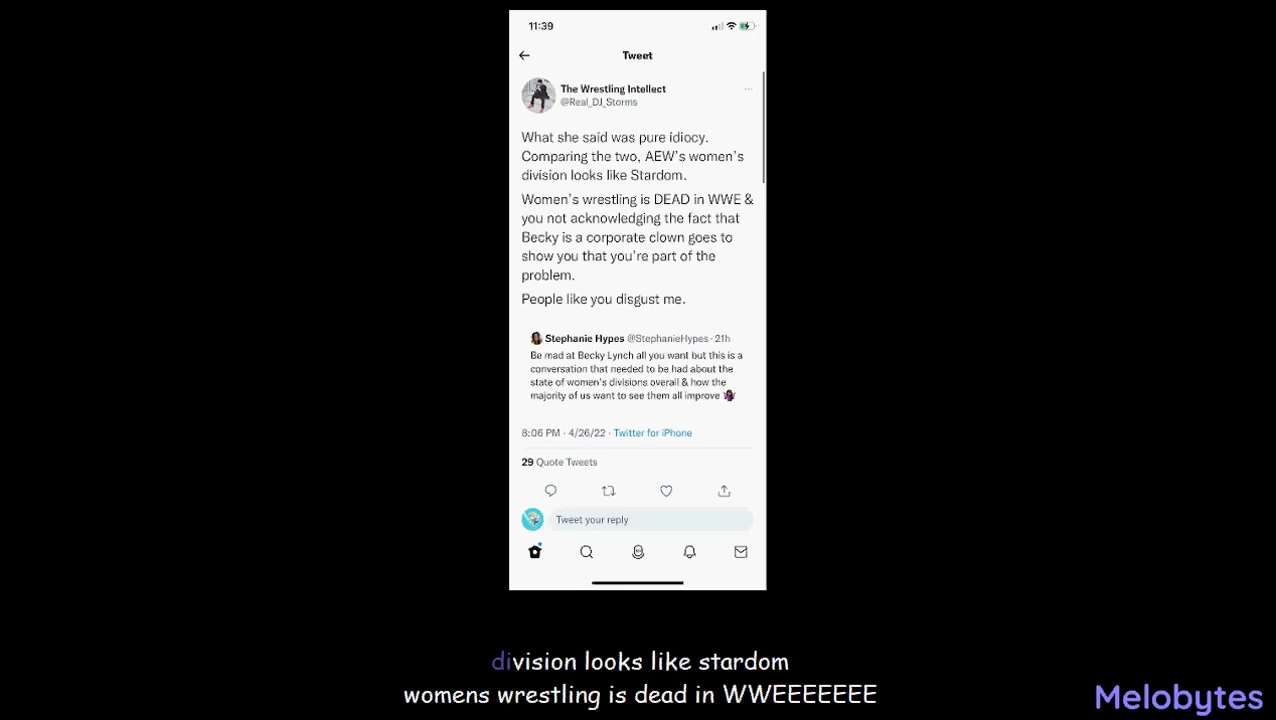 11:39
Tweet
The Wrestling Intellect
@Real_DJ_Storms
What she said was pure idiocy.
Comparing the two, AEW's women's
division looks like Stardom.
Women's wrestling is DEAD in WWE &
you not acknowledging the fact that
Becky is a corporate clown goes to
show you that you're part of the
problem.
People like you disgust me.
Stephanie Hypes @StephanieHypes · 21h
Be mad at Becky Lynch all you want but this is a
conversation that needed to be had about the
state of women's divisions overall & how the
majority of us want to see them all improve 🤷🏾‍♀️
8:06 PM · 4/26/22 · Twitter for iPhone
29 Quote Tweets
Tweet your reply
division looks like stardom
womens wrestling is dead in WWEEEEEEE
Melobytes